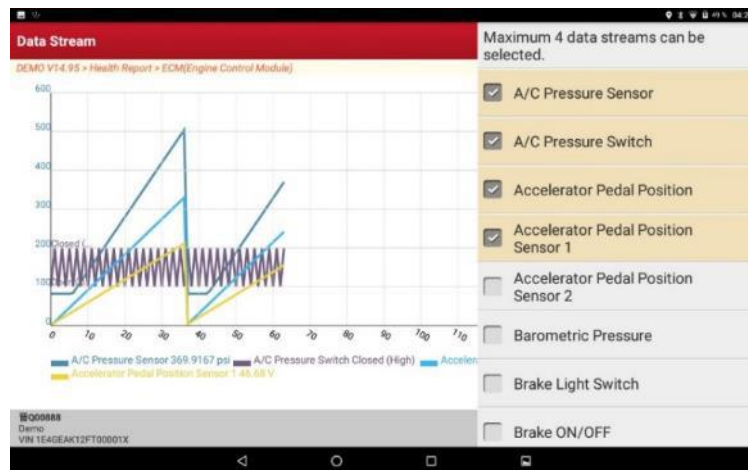 Data Stream
DEMO V14.95 > Health Report > ECM(Engine Control Module)
600
500
400
300
200
Closed (...
100
0
0 10 20 30 40 50 60 70 80 90 100 110
A/C Pressure Sensor 369.9167 psi A/C Pressure Switch Closed (High) Acceler
Accelerator Pedal Position Sensor 1 46.68 V
Demo
VIN 1E4GEAK12FT00001X
Maximum 4 data streams can be
selected.
A/C Pressure Sensor
A/C Pressure Switch
Accelerator Pedal Position
Accelerator Pedal Position
Sensor 1
Accelerator Pedal Position
Sensor 2
Barometric Pressure
Brake Light Switch
Brake ON/OFF